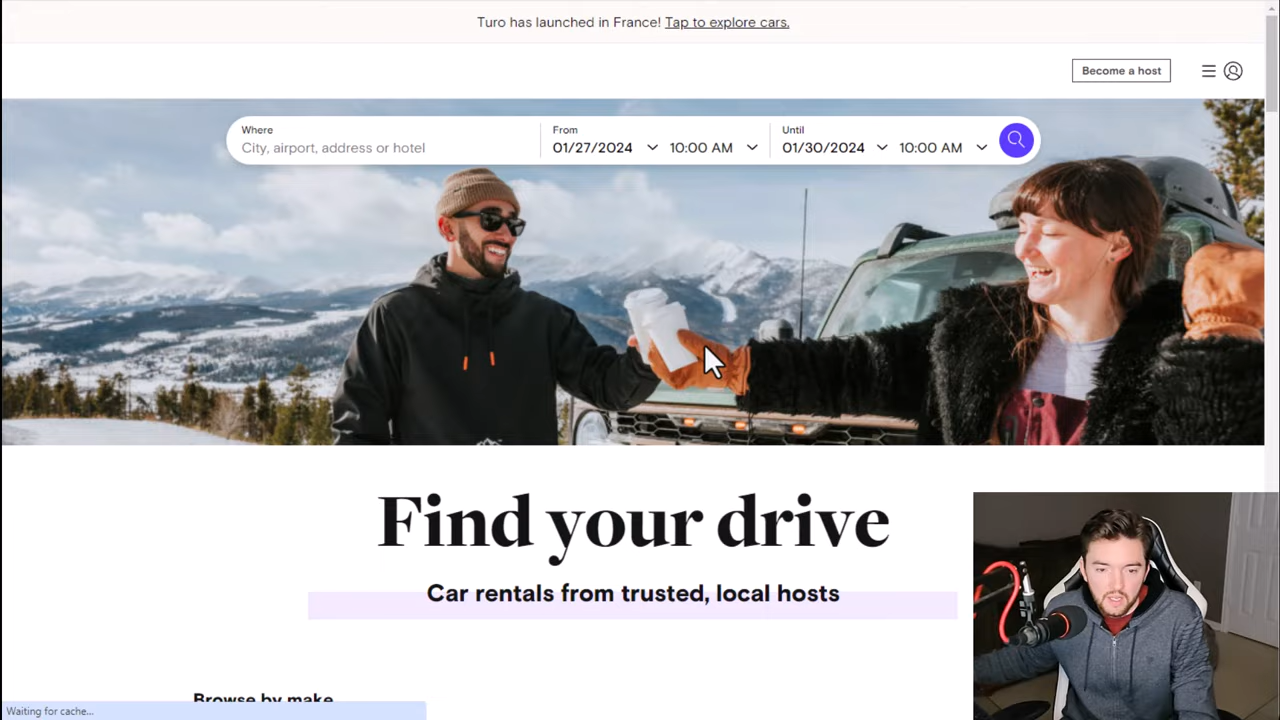 Turo has launched in France! Tap to explore cars.
Become a host
Where
City, airport, address or hotel
From
01/27/2024
10:00 AM
Until
01/30/2024
10:00 AM
Find your drive
Car rentals from trusted, local hosts
Browse by make
Waiting for cache...